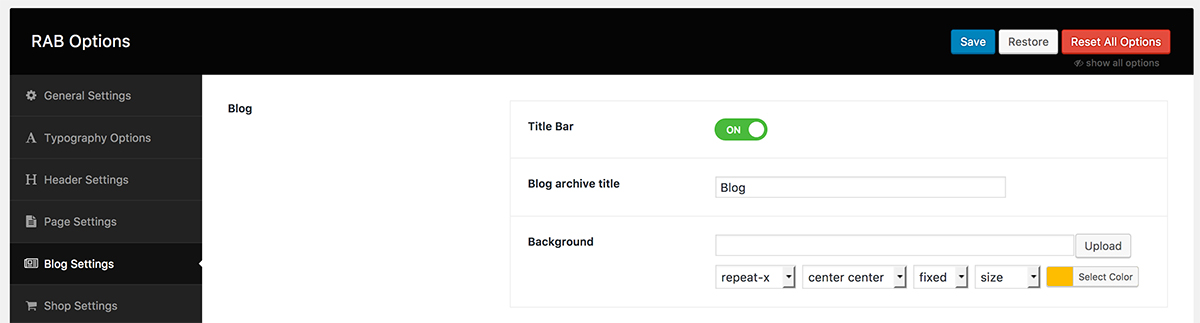 RAB Options
Save Restore Reset All Options
show all options
General Settings
Typography Options
Header Settings
Page Settings
Blog Settings
Shop Settings
Blog
Title Bar ON
Blog archive title Blog
Background Upload
repeat-x center center fixed size Select Color